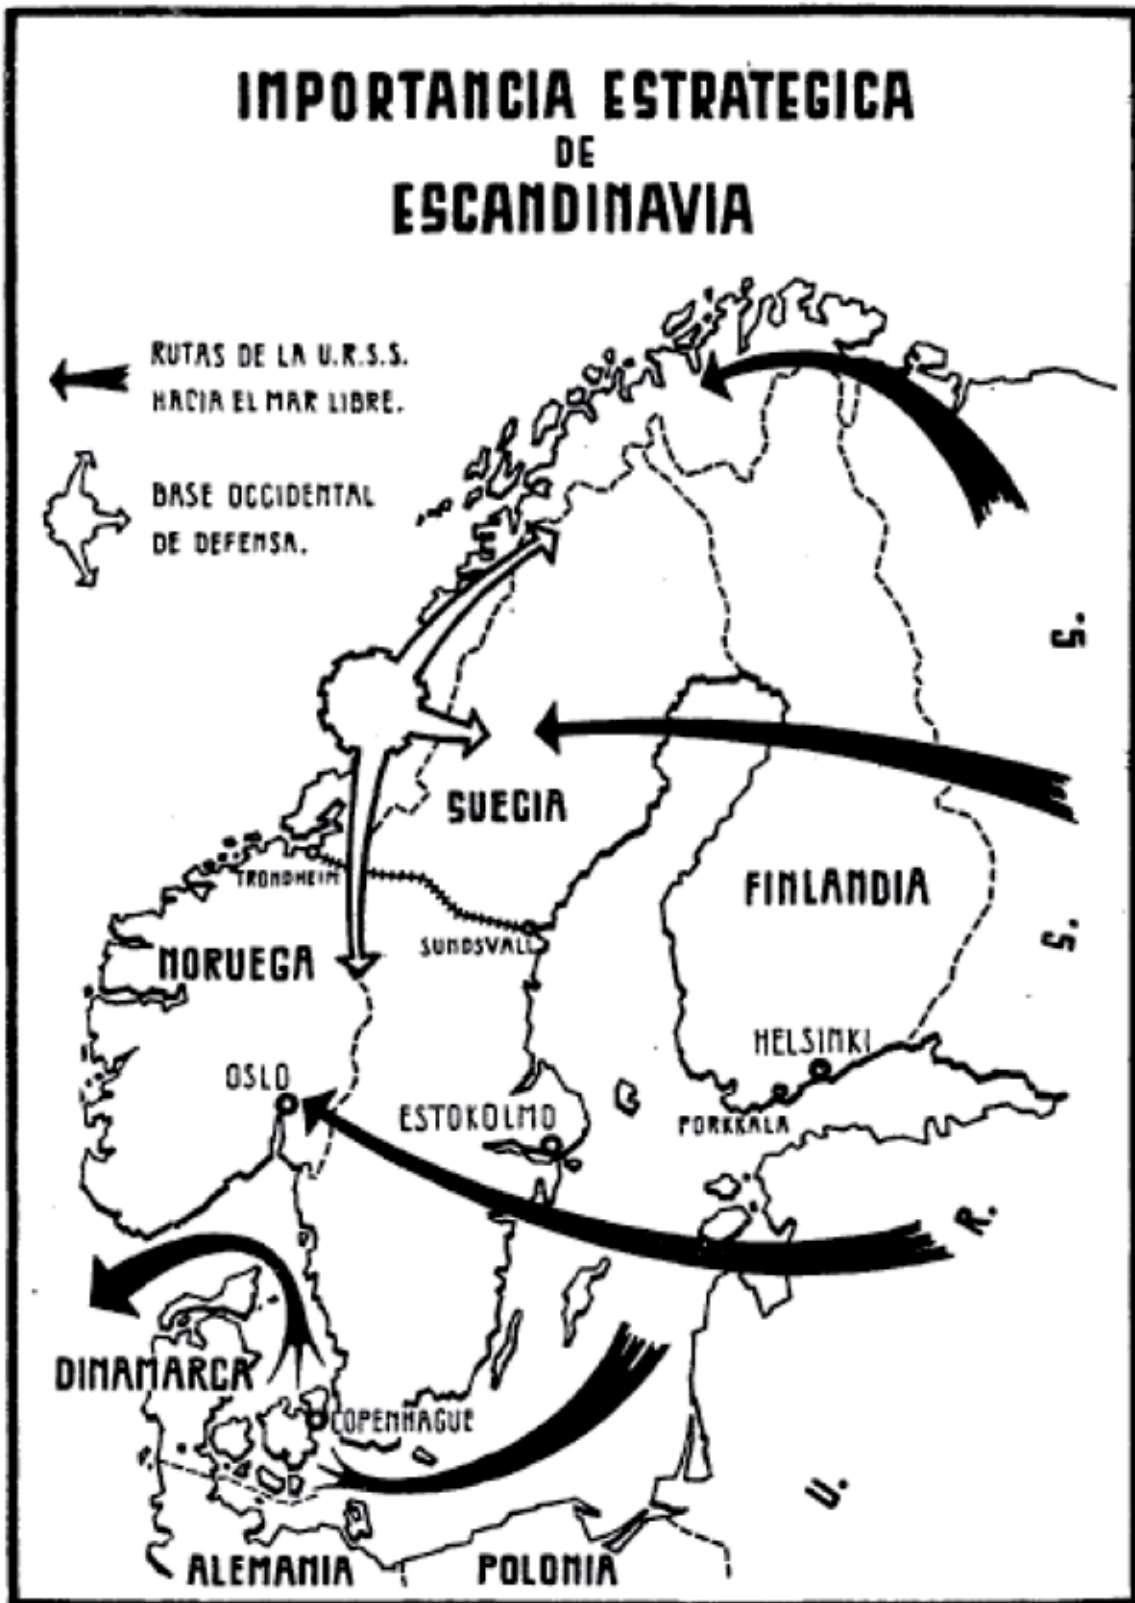 IMPORTANCIA ESTRATEGICA
DE
ESCANDINAVIA
RUTAS DE LA U.R.S.S.
HACIA EL MAR LIBRE.
BASE OCCIDENTAL
DE DEFENSA.
S.
SUECIA
TRONDHEIM
FINLANDIA
SUNDSVALL
S.
NORUEGA
HELSINKI
OSLO
ESTOKOLMO
PORKKALA
R.
DINAMARCA
COPENHAGUE
U.
ALEMANIA
POLONIA